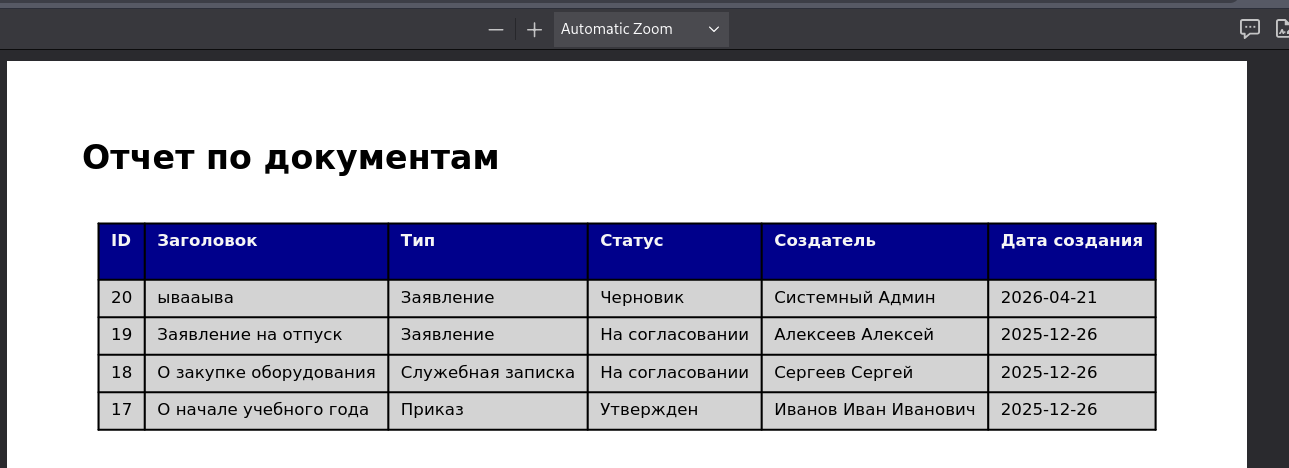 Automatic Zoom
Отчет по документам
ID Заголовок Тип Статус Создатель Дата создания
20 ывааыва Заявление Черновик Системный Админ 2026-04-21
19 Заявление на отпуск Заявление На согласовании Алексеев Алексей 2025-12-26
18 О закупке оборудования Служебная записка На согласовании Сергеев Сергей 2025-12-26
17 О начале учебного года Приказ Утвержден Иванов Иван Иванович 2025-12-26